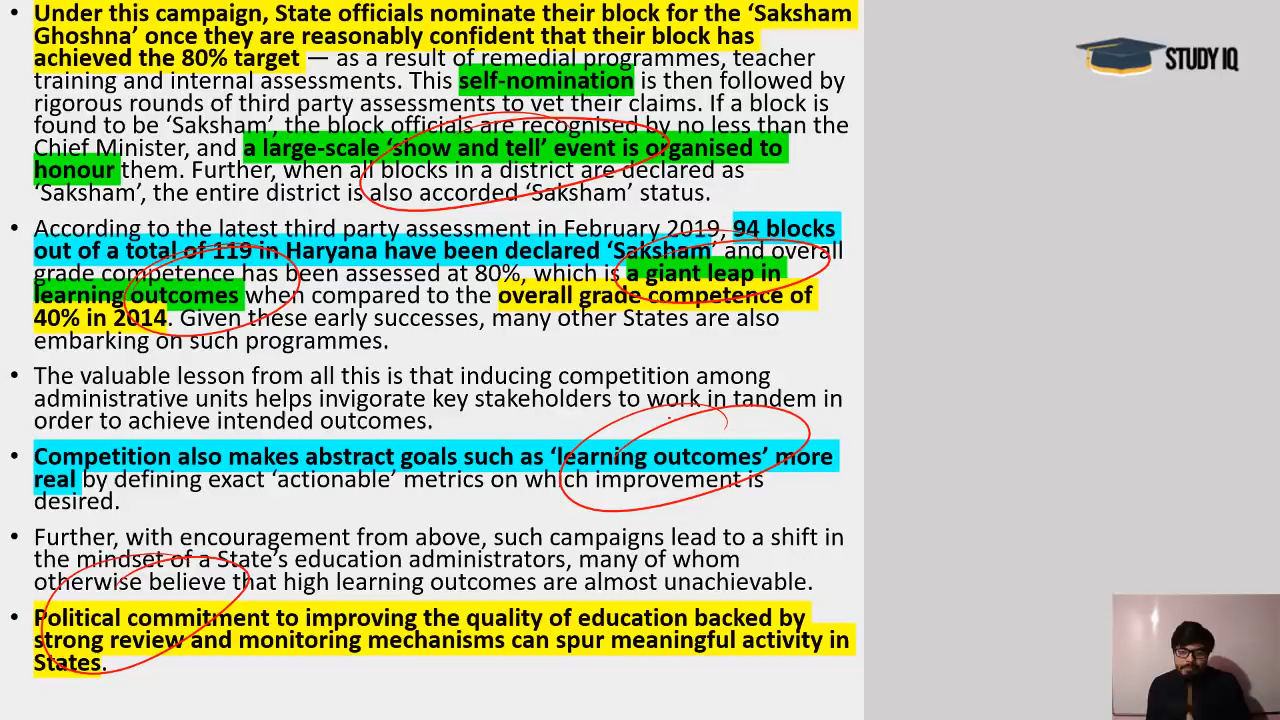 • Under this campaign, State officials nominate their block for the ‘Saksham
Ghoshna’ once they are reasonably confident that their block has
achieved the 80% target — as a result of remedial programmes, teacher
training and internal assessments. This self-nomination is then followed by
rigorous rounds of third party assessments to vet their claims. If a block is
found to be ‘Saksham’, the block officials are recognised by no less than the
Chief Minister, and a large-scale ‘show and tell’ event is organised to
honour them. Further, when all blocks in a district are declared as
‘Saksham’, the entire district is also accorded ‘Saksham’ status.
• According to the latest third party assessment in February 2019, 94 blocks
out of a total of 119 in Haryana have been declared ‘Saksham’ and overall
grade competence has been assessed at 80%, which is a giant leap in
learning outcomes when compared to the overall grade competence of
40% in 2014. Given these early successes, many other States are also
embarking on such programmes.
• The valuable lesson from all this is that inducing competition among
administrative units helps invigorate key stakeholders to work in tandem in
order to achieve intended outcomes.
• Competition also makes abstract goals such as ‘learning outcomes’ more
real by defining exact ‘actionable’ metrics on which improvement is
desired.
• Further, with encouragement from above, such campaigns lead to a shift in
the mindset of a State’s education administrators, many of whom
otherwise believe that high learning outcomes are almost unachievable.
• Political commitment to improving the quality of education backed by
strong review and monitoring mechanisms can spur meaningful activity in
States.
STUDY IQ